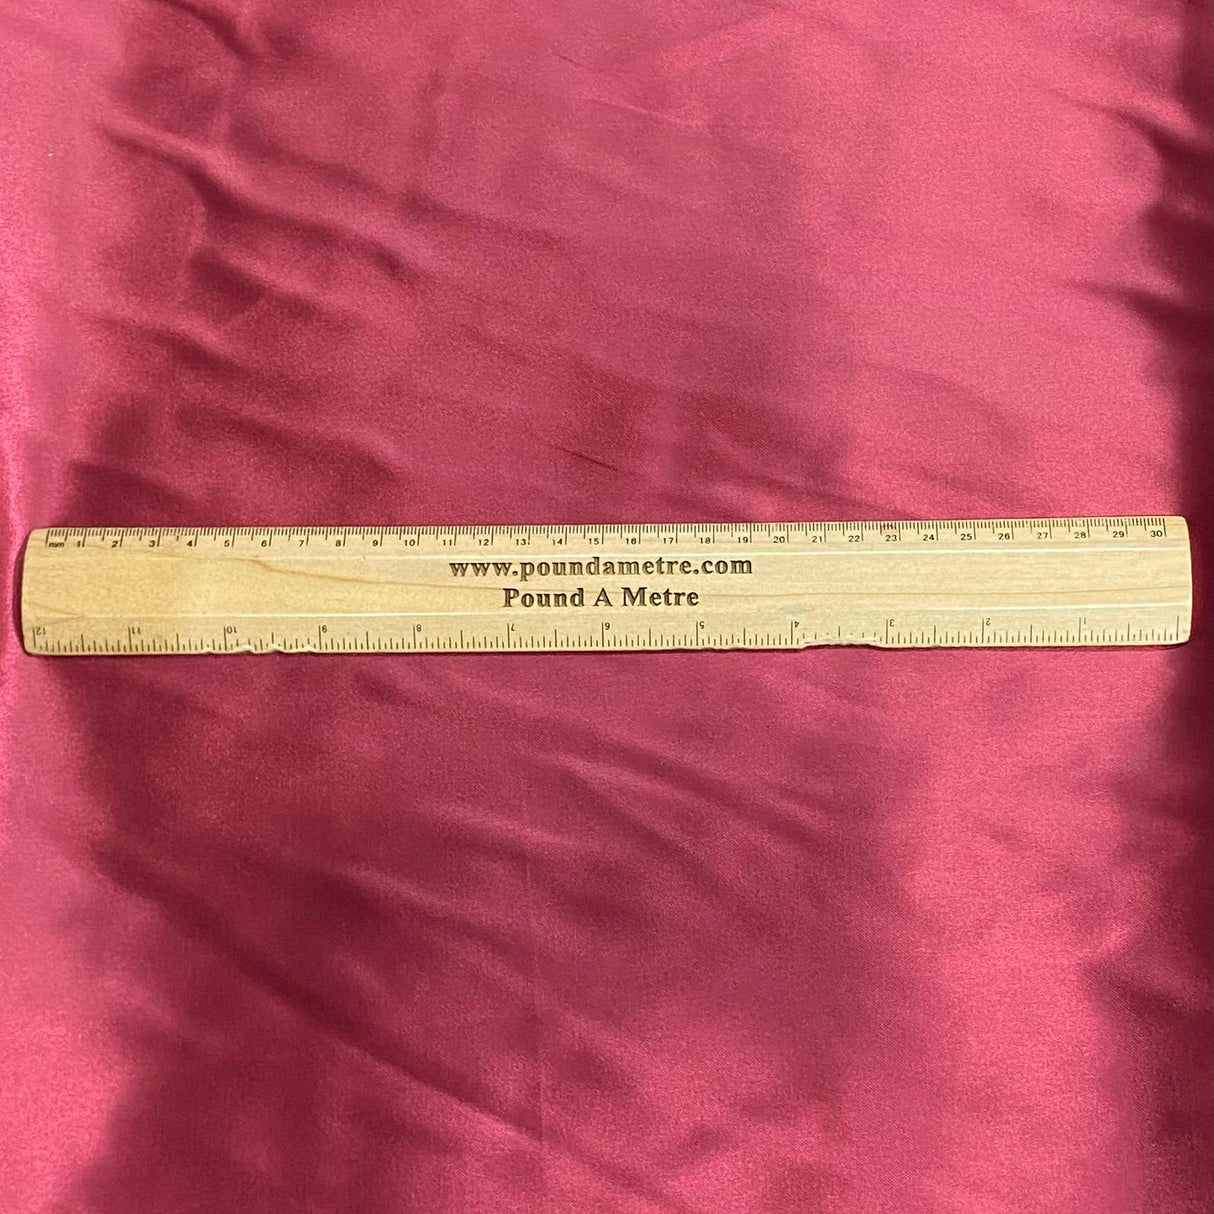 mm 1 2 3 4 5 6 7 8 9 10 11 12 13 14 15 16 17 18 19 20 21 22 23 24 25 26 27 28 29 30
www.poundametre.com
Pound A Metre
12 11 10 9 8 7 6 5 4 3 2 1